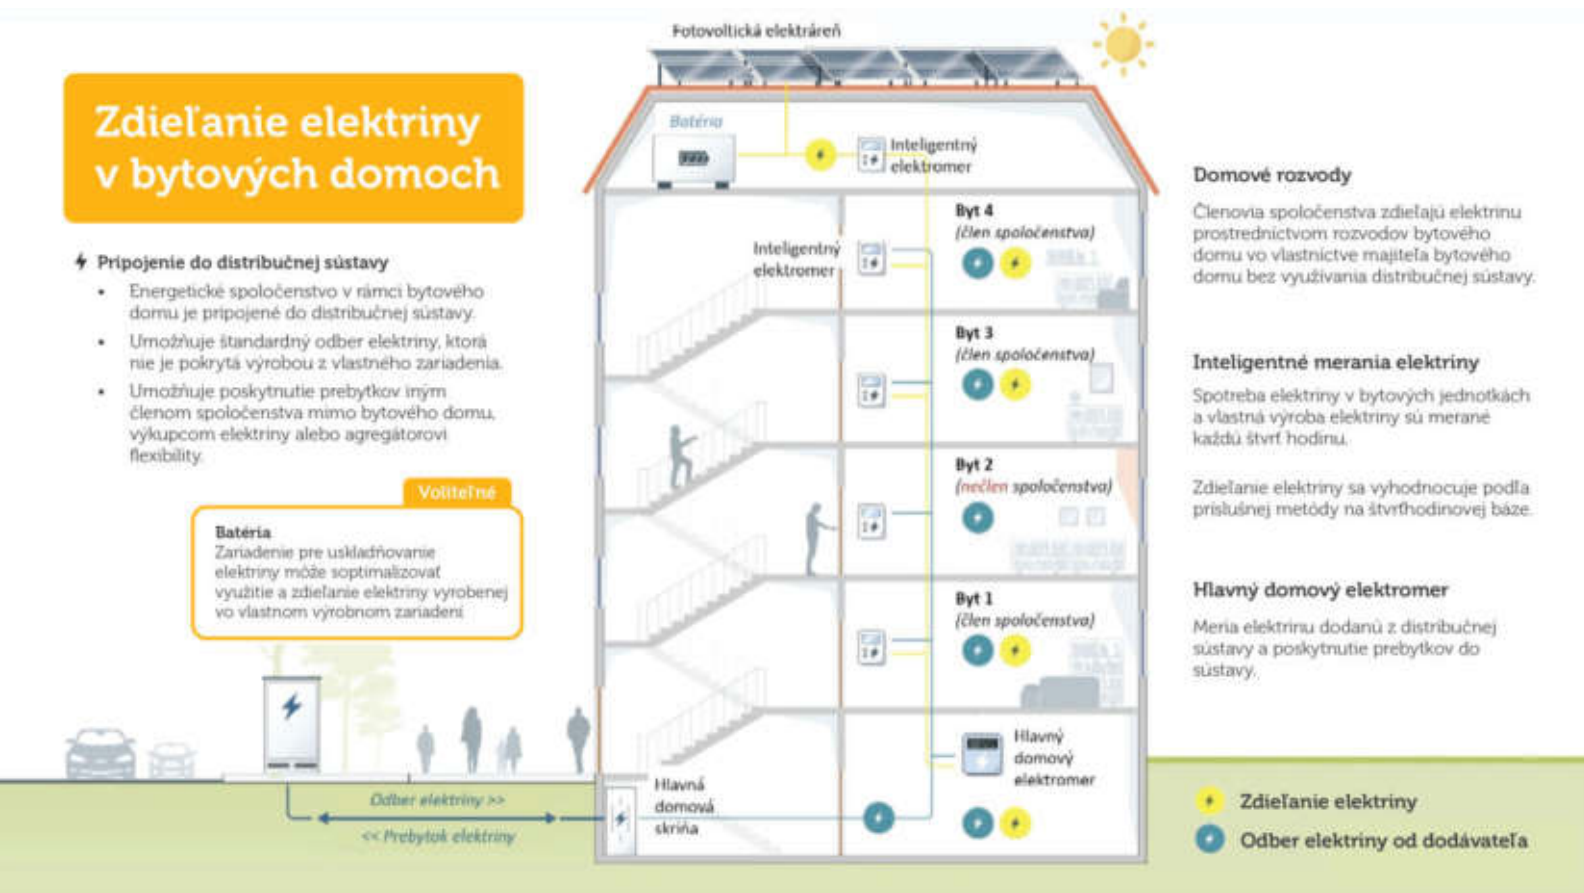 Zdieľanie elektriny
v bytových domoch
Pripojenie do distribučnej sústavy
• Energetické spoločenstvo v rámci bytového
domu je pripojené do distribučnej sústavy.
• Umožňuje štandardný odber elektriny, ktorá
nie je pokrytá výrobou z vlastného zariadenia.
• Umožňuje poskytnutie prebytkov iným
členom spoločenstva mimo bytového domu,
výkupcom elektriny alebo agregátorovi
flexibility.
Voliteľné
Batéria
Zariadenie pre uskladňovanie
elektriny môže soptimalizovať
využitie a zdieľanie elektriny vyrobenej
vo vlastnom výrobnom zariadení
Odber elektriny >>
<< Prebytok elektriny
Fotovoltická elektráreň
Batéria
Inteligentný
elektromer
Inteligentný
elektromer
Byt 4
(člen spoločenstva)
Byt 3
(člen spoločenstva)
Byt 2
(nečlen spoločenstva)
Byt 1
(člen spoločenstva)
Hlavný
domový
elektromer
Hlavná
domová
skriňa
Domové rozvody
Členovia spoločenstva zdieľajú elektrinu
prostredníctvom rozvodov bytového
domu vo vlastníctve majiteľa bytového
domu bez využívania distribučnej sústavy.
Inteligentné merania elektriny
Spotreba elektriny v bytových jednotkách
a vlastná výroba elektriny sú merané
každú štvrť hodinu.
Zdieľanie elektriny sa vyhodnocuje podľa
príslušnej metódy na štvrťhodinovej báze.
Hlavný domový elektromer
Meria elektrinu dodanú z distribučnej
sústavy a poskytnutie prebytkov do
sústavy.
Zdieľanie elektriny
Odber elektriny od dodávateľa